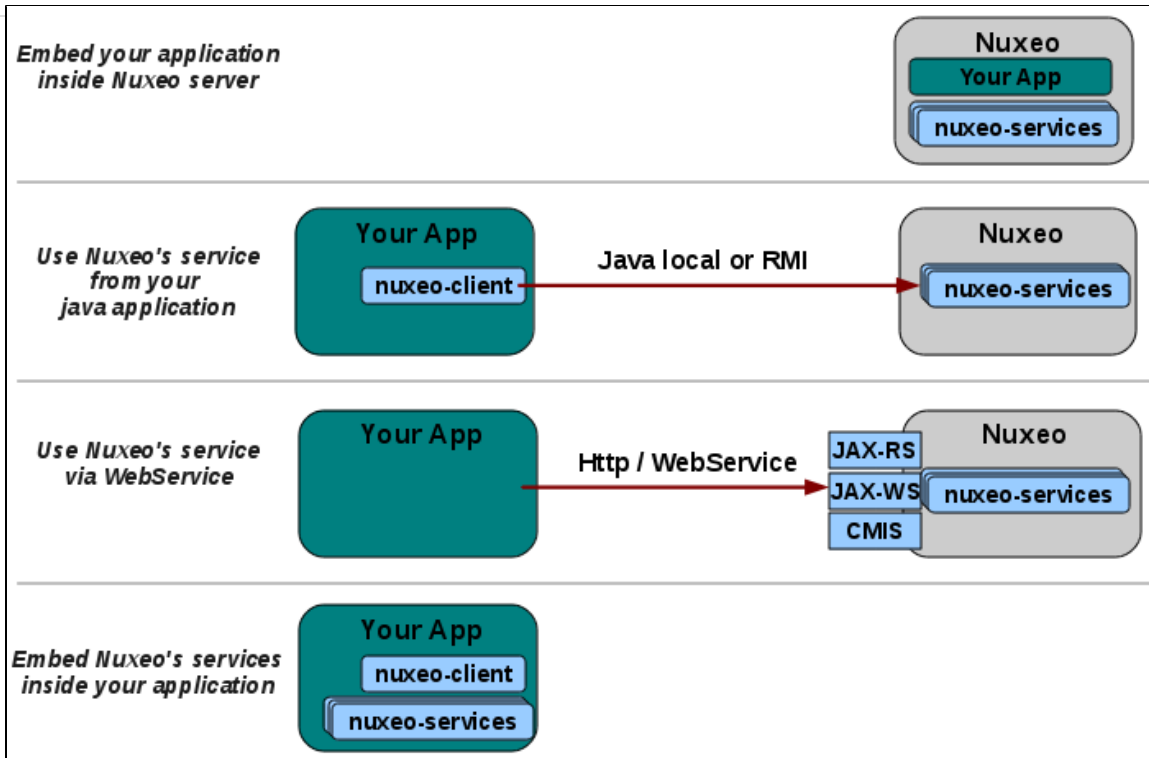 Embed your application
inside Nuxeo server
Nuxeo
Your App
nuxeo-services
Use Nuxeo's service
from your
java application
Your App
nuxeo-client
Java local or RMI
Nuxeo
nuxeo-services
Use Nuxeo's service
via WebService
Your App
Http / WebService
JAX-RS
JAX-WS
CMIS
Nuxeo
nuxeo-services
Embed Nuxeo's services
inside your application
Your App
nuxeo-client
nuxeo-services